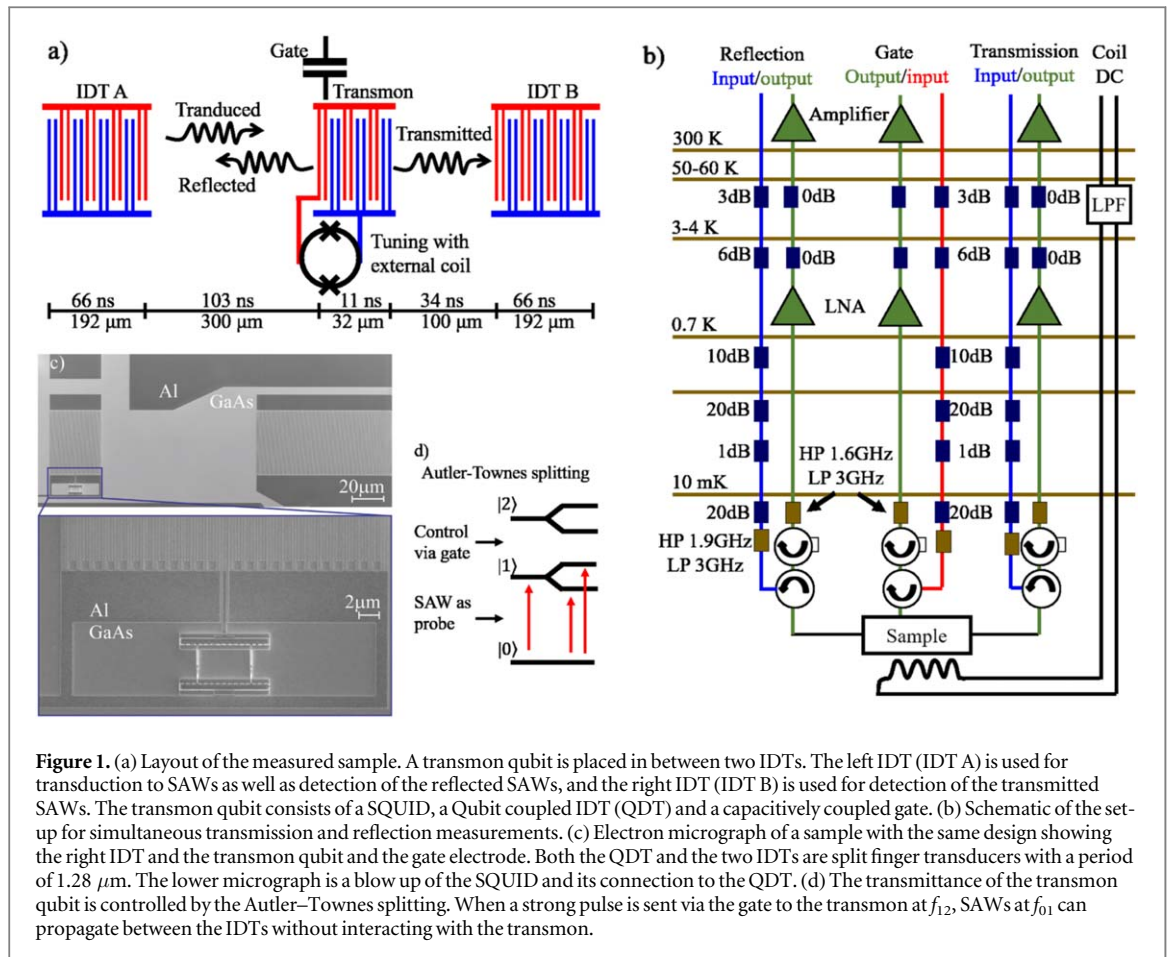 a)
Gate
IDT A
Transmon
IDT B
Tranduced
Transmitted
Reflected
Tuning with
external coil
66 ns 103 ns 11 ns 34 ns 66 ns
192 μm 300 μm 32 μm 100 μm 192 μm
b)
Reflection Gate Transmission Coil
Input/output Output/input Input/output DC
Amplifier
300 K
50-60 K
3dB 0dB 3dB 0dB LPF
3-4 K
6dB 0dB 6dB 0dB
LNA
0.7 K
10dB 10dB
20dB 20dB
1dB HP 1.6GHz 1dB
LP 3GHz
10 mK
20dB 20dB
HP 1.9GHz
LP 3GHz
Sample
c)
Al
GaAs
20μm
Al
GaAs
2μm
d)
Autler-Townes splitting
|2⟩
Control
via gate
|1⟩
SAW as
probe
|0⟩
Figure 1. (a) Layout of the measured sample. A transmon qubit is placed in between two IDTs. The left IDT (IDT A) is used for
transduction to SAWs as well as detection of the reflected SAWs, and the right IDT (IDT B) is used for detection of the transmitted
SAWs. The transmon qubit consists of a SQUID, a Qubit coupled IDT (QDT) and a capacitively coupled gate. (b) Schematic of the set-
up for simultaneous transmission and reflection measurements. (c) Electron micrograph of a sample with the same design showing
the right IDT and the transmon qubit and the gate electrode. Both the QDT and the two IDTs are split finger transducers with a period
of 1.28 μm. The lower micrograph is a blow up of the SQUID and its connection to the QDT. (d) The transmittance of the transmon
qubit is controlled by the Autler–Townes splitting. When a strong pulse is sent via the gate to the transmon at f12, SAWs at f01 can
propagate between the IDTs without interacting with the transmon.